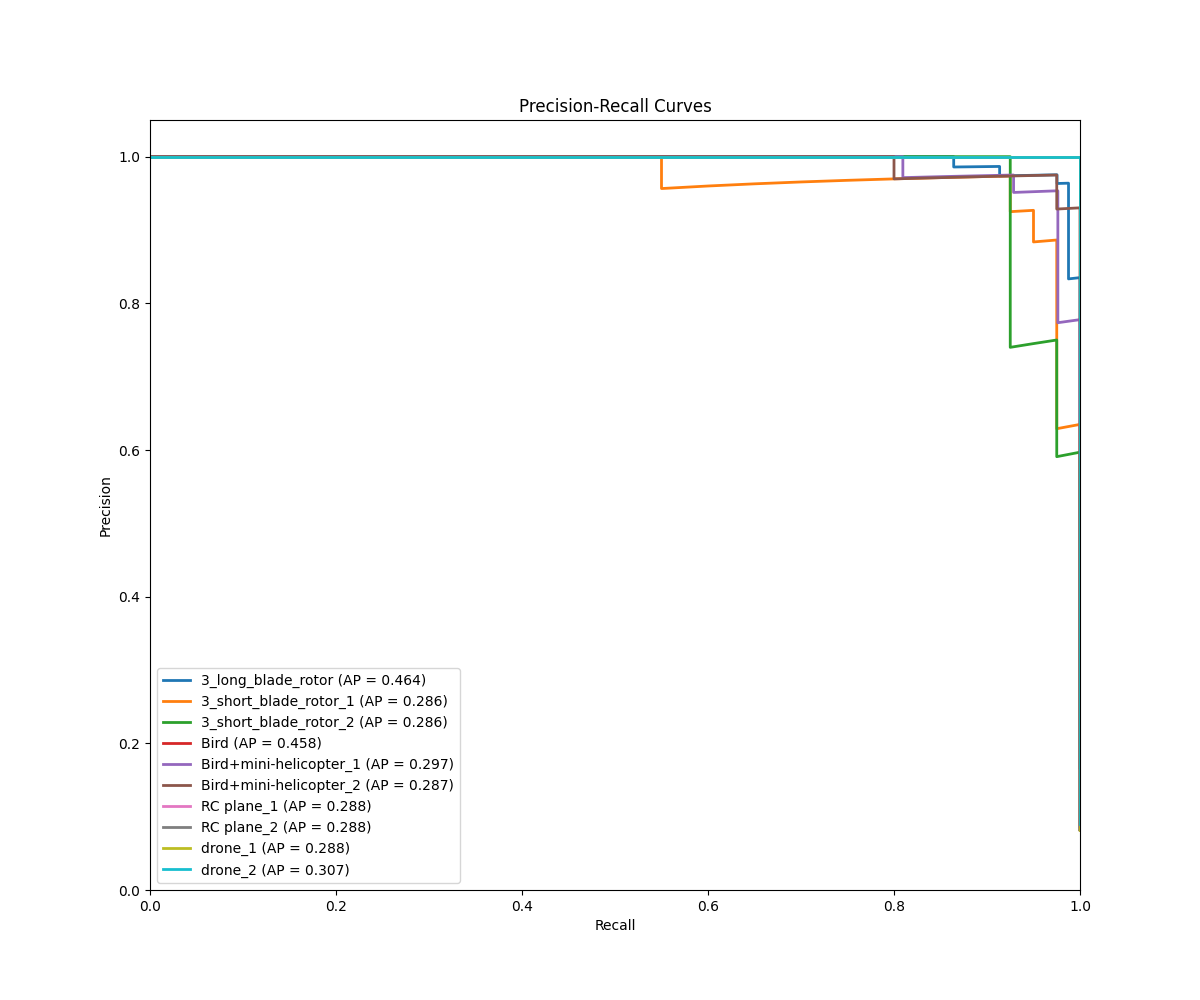 Precision-Recall Curves
1.0
0.8
0.6
0.4
0.2
0.0
Precision
3_long_blade_rotor (AP = 0.464)
3_short_blade_rotor_1 (AP = 0.286)
3_short_blade_rotor_2 (AP = 0.286)
Bird (AP = 0.458)
Bird+mini-helicopter_1 (AP = 0.297)
Bird+mini-helicopter_2 (AP = 0.287)
RC plane_1 (AP = 0.288)
RC plane_2 (AP = 0.288)
drone_1 (AP = 0.288)
drone_2 (AP = 0.307)
0.0 0.2 0.4 0.6 0.8 1.0
Recall